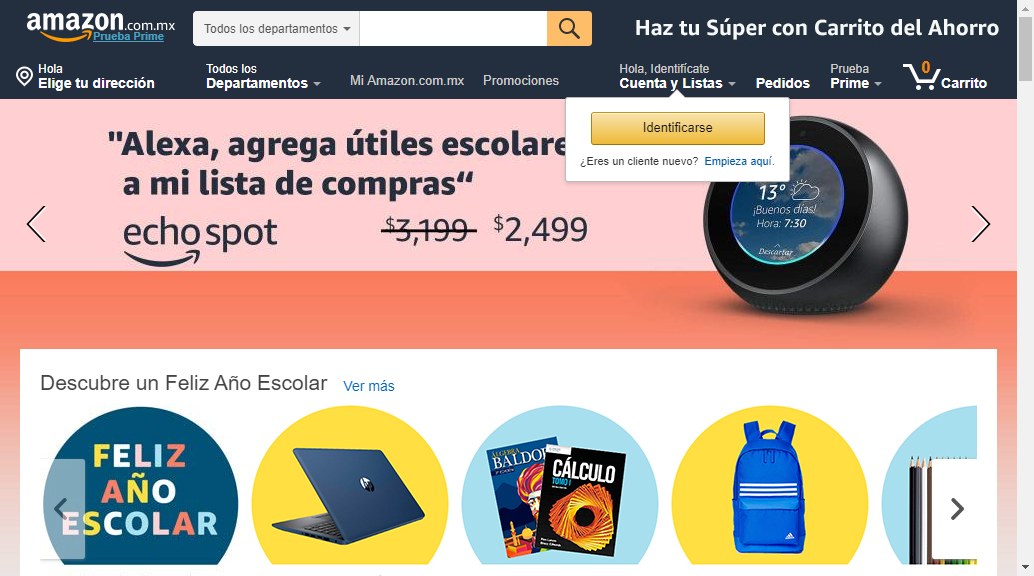 amazon.com.mx
Prueba Prime
Todos los departamentos
Haz tu Súper con Carrito del Ahorro
Hola
Elige tu dirección
Todos los
Departamentos
Mi Amazon.com.mx
Promociones
Hola, Identifícate
Cuenta y Listas
Pedidos
Prueba
Prime
0
Carrito
Identificarse
¿Eres un cliente nuevo? Empieza aquí.
"Alexa, agrega útiles escolare
a mi lista de compras“
echo spot
$3,199 $2,499
13°
¡Buenos días!
Hora: 7:30
Descartar
Descubre un Feliz Año Escolar Ver más
FELIZ
AÑO
ESCOLAR
hp
ÁLGEBRA
BALDO
CÁLCULO
TOMO I
adidas